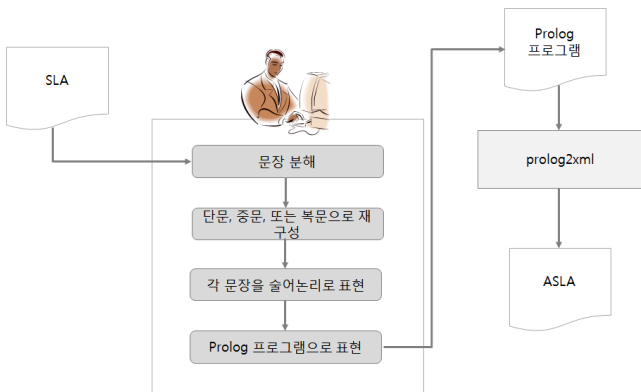 SLA
문장 분해
단문, 중문, 또는 복문으로 재
구성
각 문장을 술어논리로 표현
Prolog 프로그램으로 표현
Prolog
프로그램
prolog2xml
ASLA